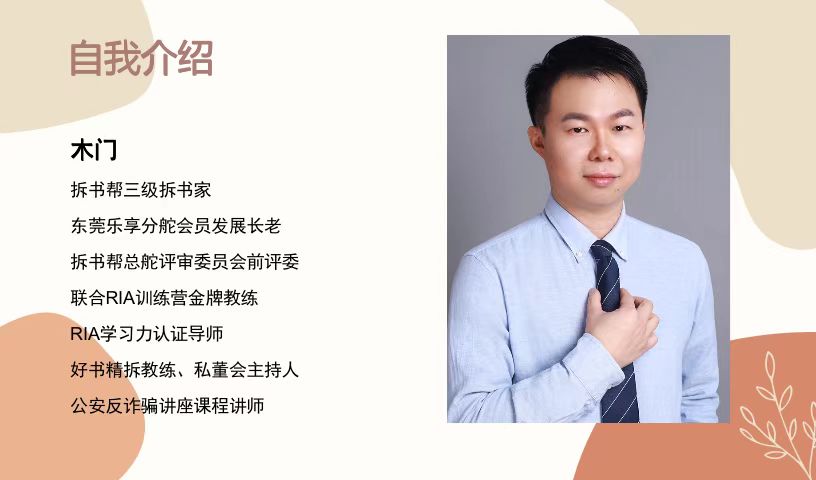 自我介绍
木门
拆书帮三级拆书家
东莞乐享分舵会员发展长老
拆书帮总舵评审委员会前评委
联合RIA训练营金牌教练
RIA学习力认证导师
好书精拆教练、私董会主持人
公安反诈骗讲座课程讲师